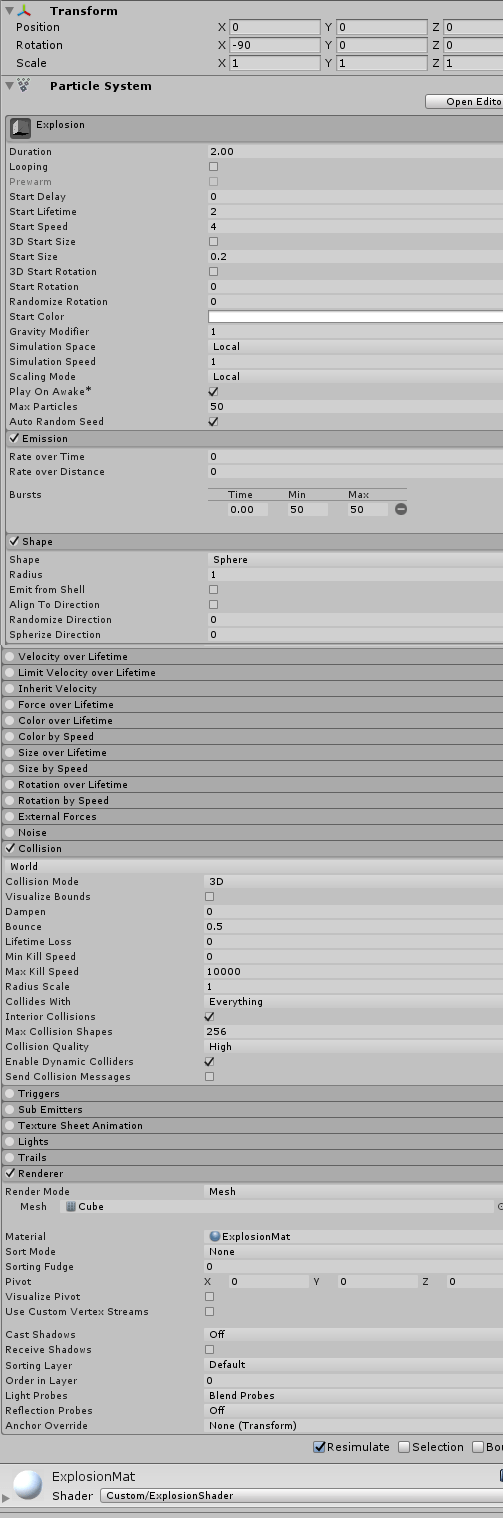 Transform
Position X 0 Y 0 Z 0
Rotation X -90 Y 0 Z 0
Scale X 1 Y 1 Z 1
Particle System
Open Edito
Explosion
Duration 2.00
Looping
Prewarm
Start Delay 0
Start Lifetime 2
Start Speed 4
3D Start Size
Start Size 0.2
3D Start Rotation
Start Rotation 0
Randomize Rotation 0
Start Color
Gravity Modifier 1
Simulation Space Local
Simulation Speed 1
Scaling Mode Local
Play On Awake*
Max Particles 50
Auto Random Seed
Emission
Rate over Time 0
Rate over Distance 0
Bursts Time Min Max
0.00 50 50
Shape
Shape Sphere
Radius 1
Emit from Shell
Align To Direction
Randomize Direction 0
Spherize Direction 0
Velocity over Lifetime
Limit Velocity over Lifetime
Inherit Velocity
Force over Lifetime
Color over Lifetime
Color by Speed
Size over Lifetime
Size by Speed
Rotation over Lifetime
Rotation by Speed
External Forces
Noise
Collision
World
Collision Mode 3D
Visualize Bounds
Dampen 0
Bounce 0.5
Lifetime Loss 0
Min Kill Speed 0
Max Kill Speed 10000
Radius Scale 1
Collides With Everything
Interior Collisions
Max Collision Shapes 256
Collision Quality High
Enable Dynamic Colliders
Send Collision Messages
Triggers
Sub Emitters
Texture Sheet Animation
Lights
Trails
Renderer
Render Mode Mesh
Mesh Cube
Material ExplosionMat
Sort Mode None
Sorting Fudge 0
Pivot X 0 Y 0 Z 0
Visualize Pivot
Use Custom Vertex Streams
Cast Shadows Off
Receive Shadows
Sorting Layer Default
Order in Layer 0
Light Probes Blend Probes
Reflection Probes Off
Anchor Override None (Transform)
Resimulate Selection Bou
ExplosionMat
Shader Custom/ExplosionShader